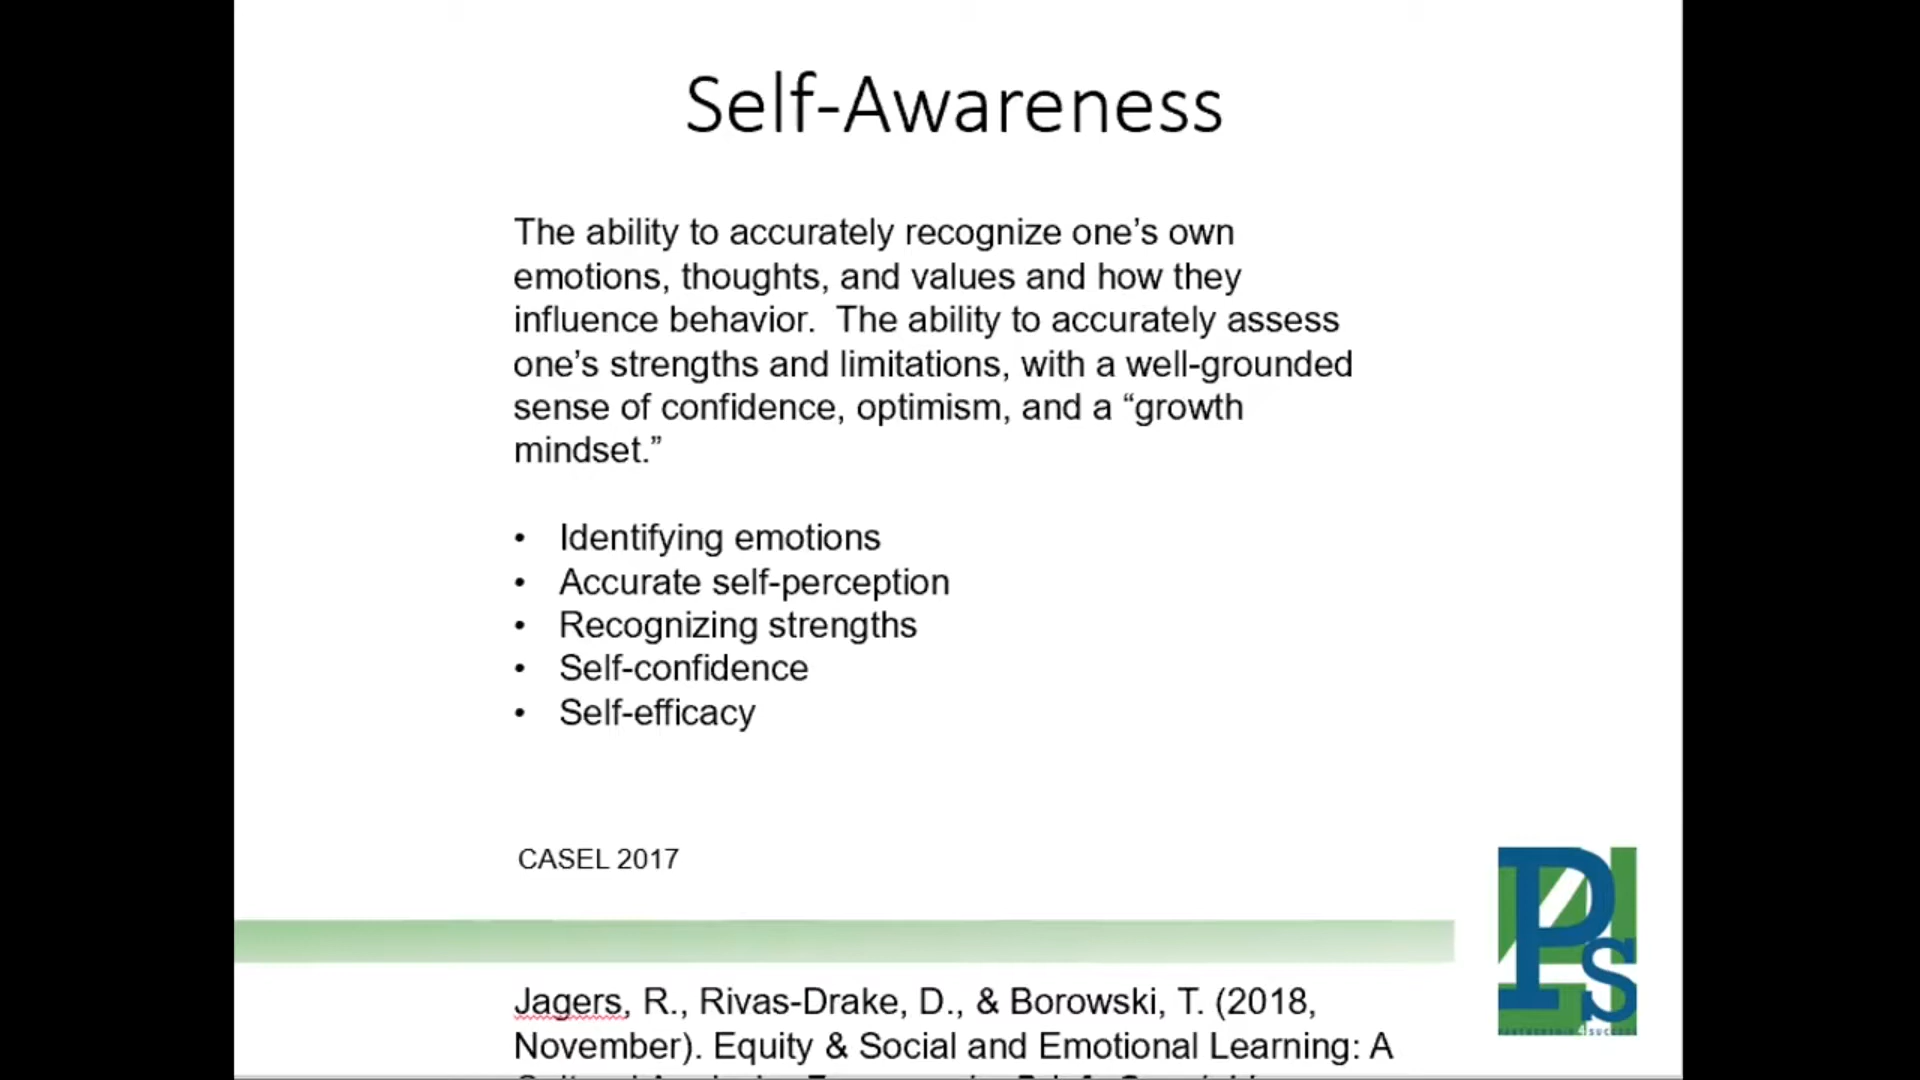 Self-Awareness
The ability to accurately recognize one’s own
emotions, thoughts, and values and how they
influence behavior.  The ability to accurately assess
one’s strengths and limitations, with a well-grounded
sense of confidence, optimism, and a “growth
mindset.”
• Identifying emotions
• Accurate self-perception
• Recognizing strengths
• Self-confidence
• Self-efficacy
CASEL 2017
P4S
Jagers, R., Rivas-Drake, D., & Borowski, T. (2018,
November). Equity & Social and Emotional Learning: A